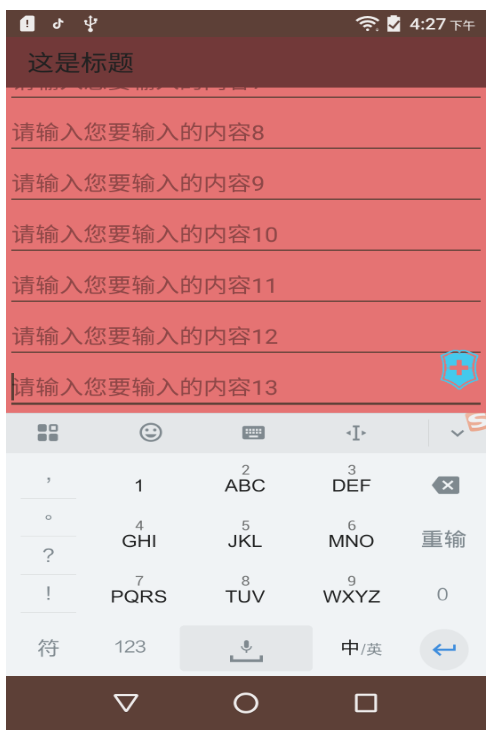 4:27 下午
这是标题
请输入您要输入的内容8
请输入您要输入的内容9
请输入您要输入的内容10
请输入您要输入的内容11
请输入您要输入的内容12
请输入您要输入的内容13
,
1
2
ABC
3
DEF
。
4
GHI
5
JKL
6
MNO
重输
?
!
7
PQRS
8
TUV
9
WXYZ
0
符
123
中/英